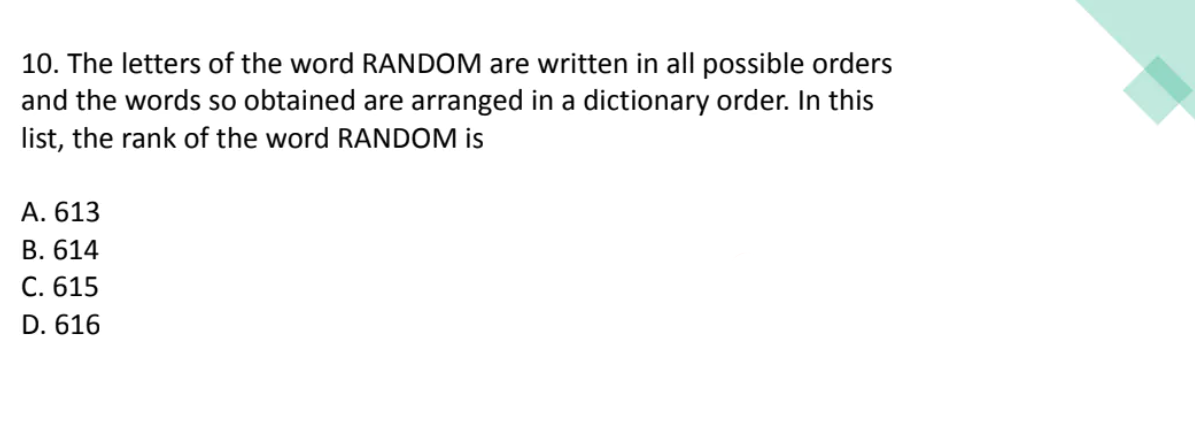 10. The letters of the word RANDOM are written in all possible orders
and the words so obtained are arranged in a dictionary order. In this
list, the rank of the word RANDOM is
A. 613
B. 614
C. 615
D. 616